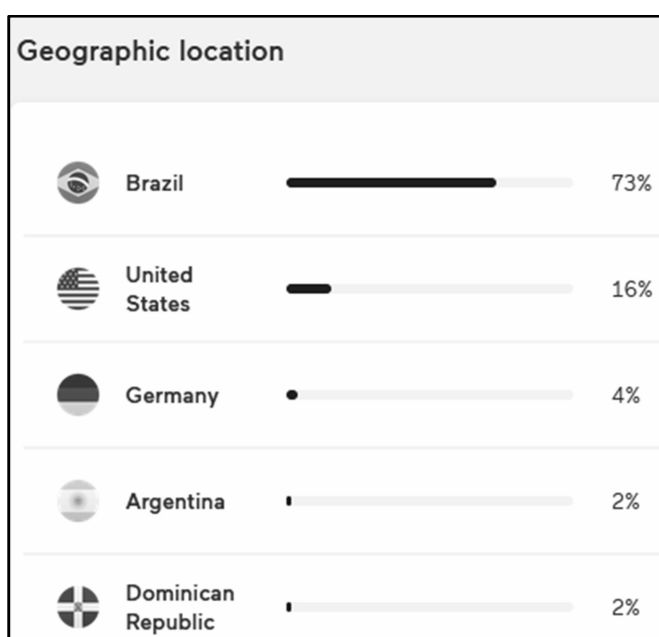 Geographic location
Brazil 73%
United
States 16%
Germany 4%
Argentina 2%
Dominican
Republic 2%